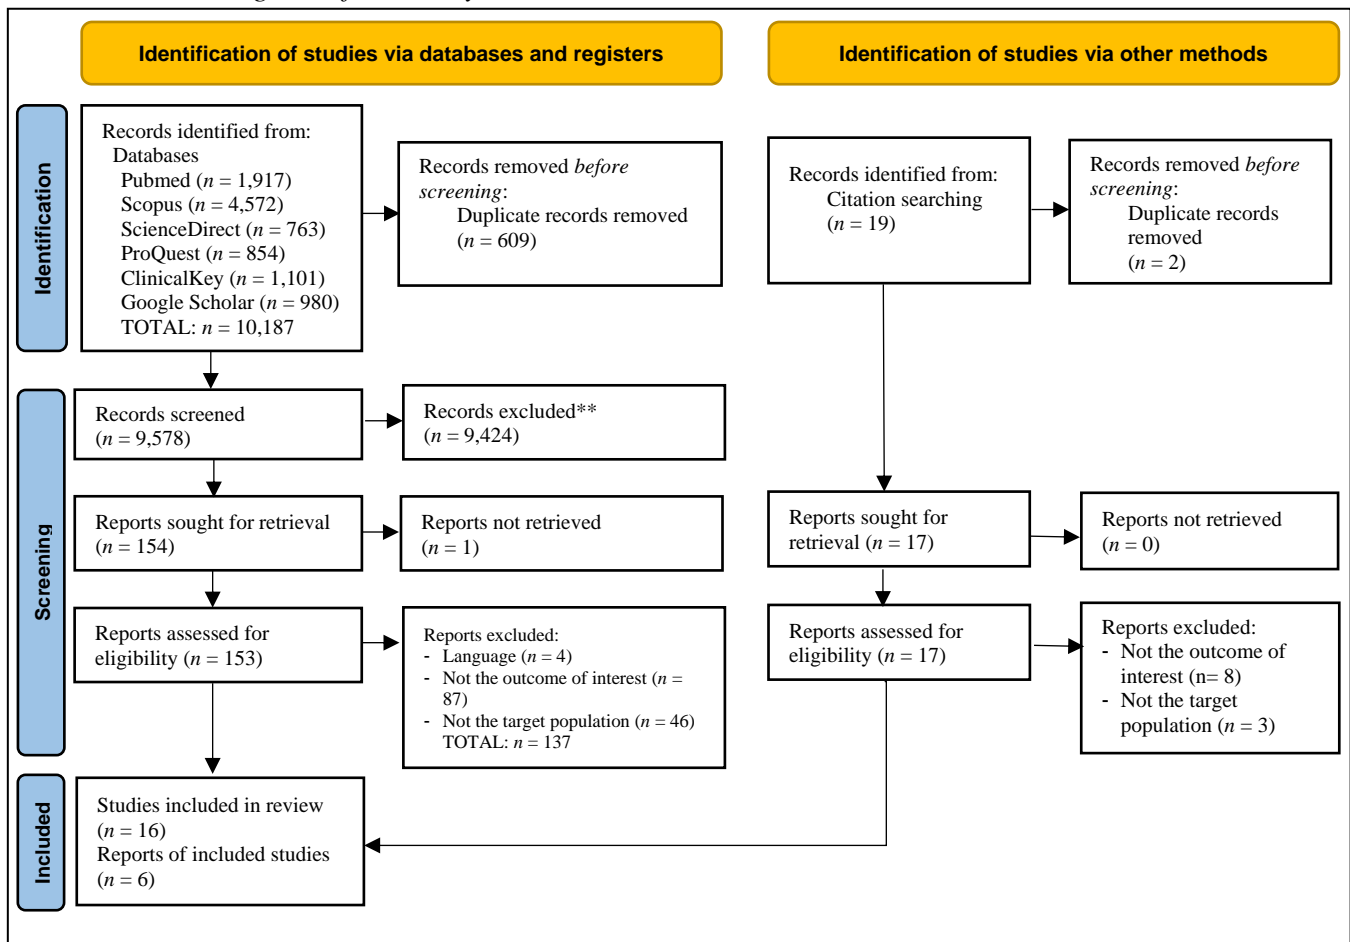 Identification of studies via databases and registers
Identification of studies via other methods
Identification
Records identified from:
Databases
Pubmed (n = 1,917)
Scopus (n = 4,572)
ScienceDirect (n = 763)
ProQuest (n = 854)
ClinicalKey (n = 1,101)
Google Scholar (n = 980)
TOTAL: n = 10,187
Records removed before
screening:
Duplicate records removed
(n = 609)
Records identified from:
Citation searching
(n = 19)
Records removed before
screening:
Duplicate records
removed
(n = 2)
Screening
Records screened
(n = 9,578)
Records excluded**
(n = 9,424)
Reports sought for retrieval
(n = 154)
Reports not retrieved
(n = 1)
Reports sought for
retrieval (n = 17)
Reports not retrieved
(n = 0)
Reports assessed for
eligibility (n = 153)
Reports excluded:
- Language (n = 4)
- Not the outcome of interest (n =
87)
- Not the target population (n = 46)
TOTAL: n = 137
Reports assessed for
eligibility (n = 17)
Reports excluded:
- Not the outcome of
interest (n= 8)
- Not the target
population (n = 3)
Included
Studies included in review
(n = 16)
Reports of included studies
(n = 6)